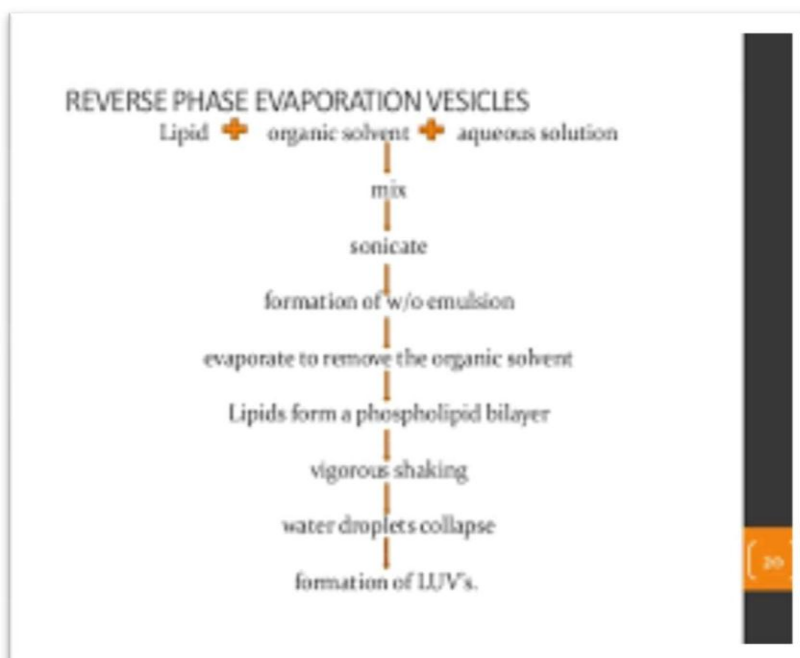 REVERSE PHASE EVAPORATION VESICLES
Lipid + organic solvent + aqueous solution
mix
sonicate
formation of w/o emulsion
evaporate to remove the organic solvent
Lipids form a phospholipid bilayer
vigorous shaking
water droplets collapse
formation of LUV's.
20